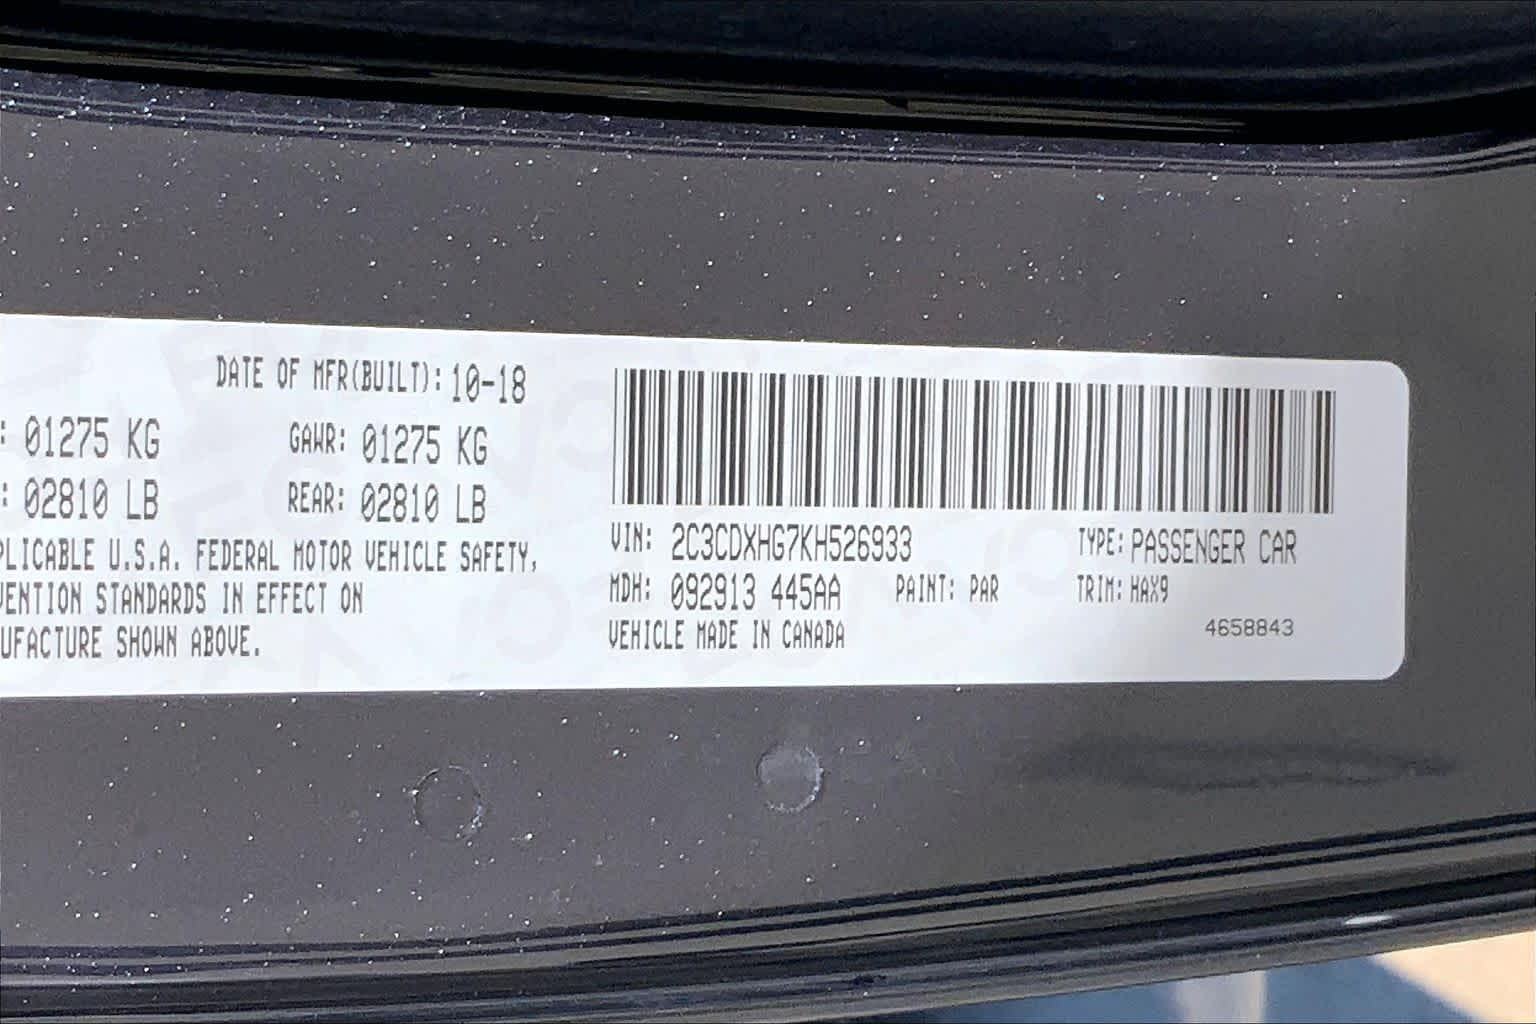 DATE OF MFR(BUILT): 10-18
: 01275 KG GAWR: 01275 KG
: 02810 LB REAR: 02810 LB
PLICABLE U.S.A. FEDERAL MOTOR VEHICLE SAFETY,
VENTION STANDARDS IN EFFECT ON
UFACTURE SHOWN ABOVE.
VIN: 2C3CDXHG7KH526933 TYPE: PASSENGER CAR
MDH: 092913 445AA PAINT: PAR TRIM: HAX9
VEHICLE MADE IN CANADA
4658843